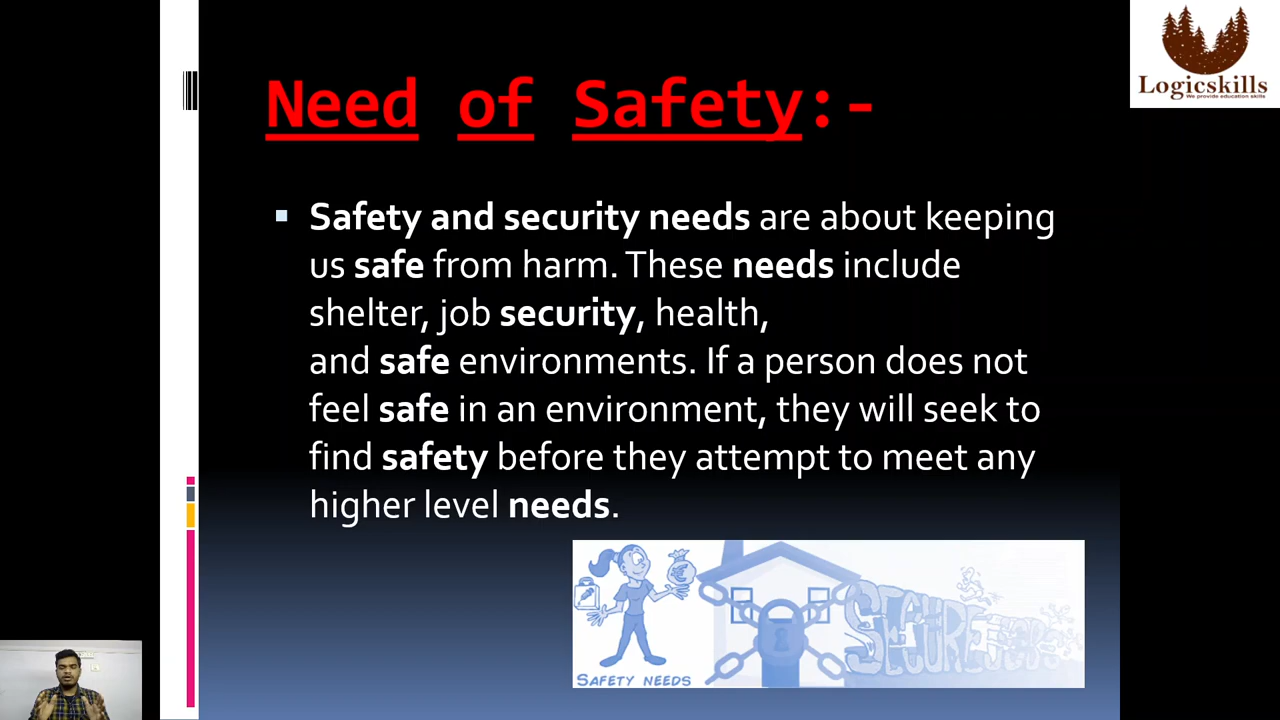 Logicskills
We provide education skills
Need of Safety:-
Safety and security needs are about keeping
us safe from harm. These needs include
shelter, job security, health,
and safe environments. If a person does not
feel safe in an environment, they will seek to
find safety before they attempt to meet any
higher level needs.
SECURE JOBS
SAFETY NEEDS